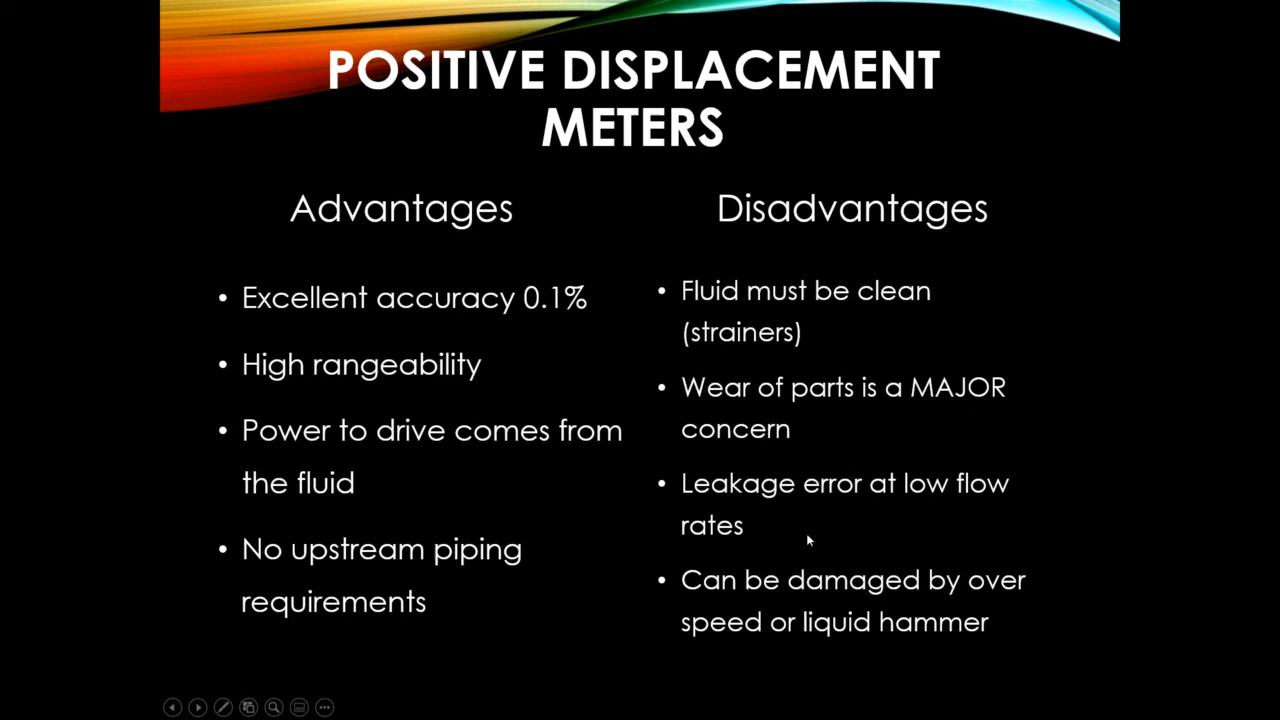 POSITIVE DISPLACEMENT
METERS
Advantages
• Excellent accuracy 0.1%
• High rangeability
• Power to drive comes from
the fluid
• No upstream piping
requirements
Disadvantages
• Fluid must be clean
(strainers)
• Wear of parts is a MAJOR
concern
• Leakage error at low flow
rates
• Can be damaged by over
speed or liquid hammer